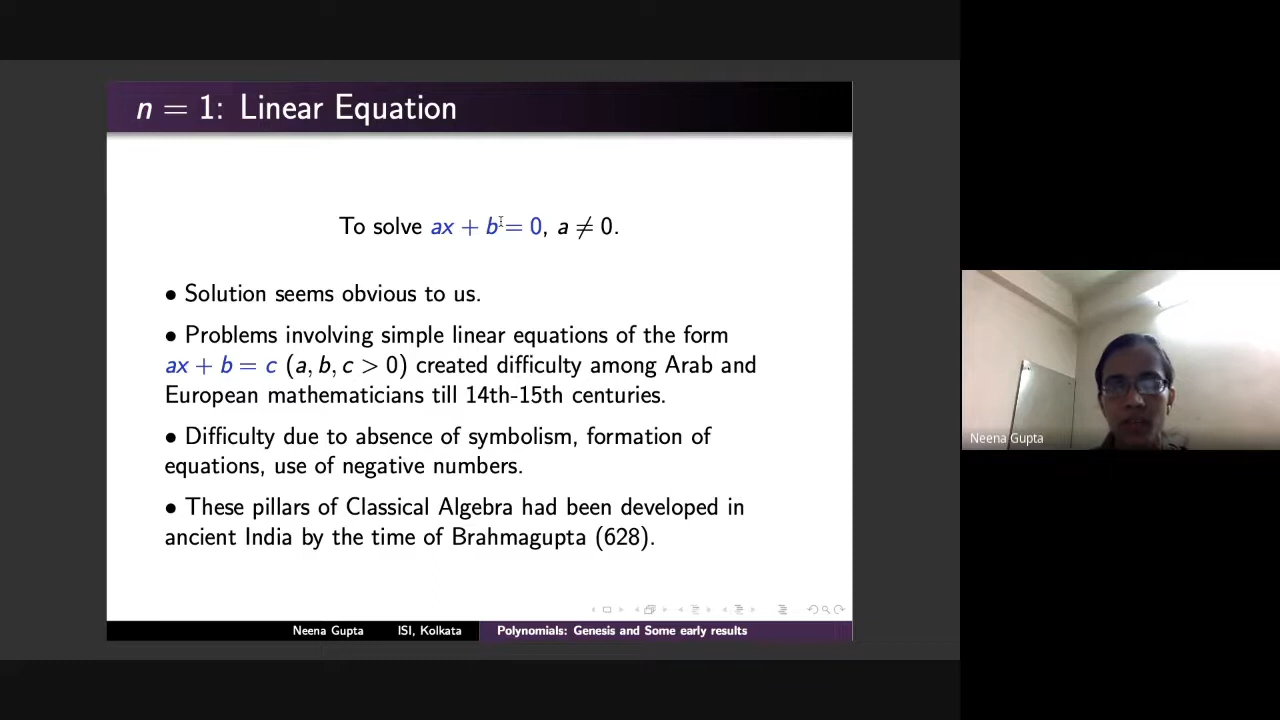 n = 1: Linear Equation
To solve ax + b = 0, a ≠ 0.
• Solution seems obvious to us.
• Problems involving simple linear equations of the form
ax + b = c (a, b, c > 0) created difficulty among Arab and
European mathematicians till 14th-15th centuries.
• Difficulty due to absence of symbolism, formation of
equations, use of negative numbers.
• These pillars of Classical Algebra had been developed in
ancient India by the time of Brahmagupta (628).
Neena Gupta ISI, Kolkata Polynomials: Genesis and Some early results
Neena Gupta